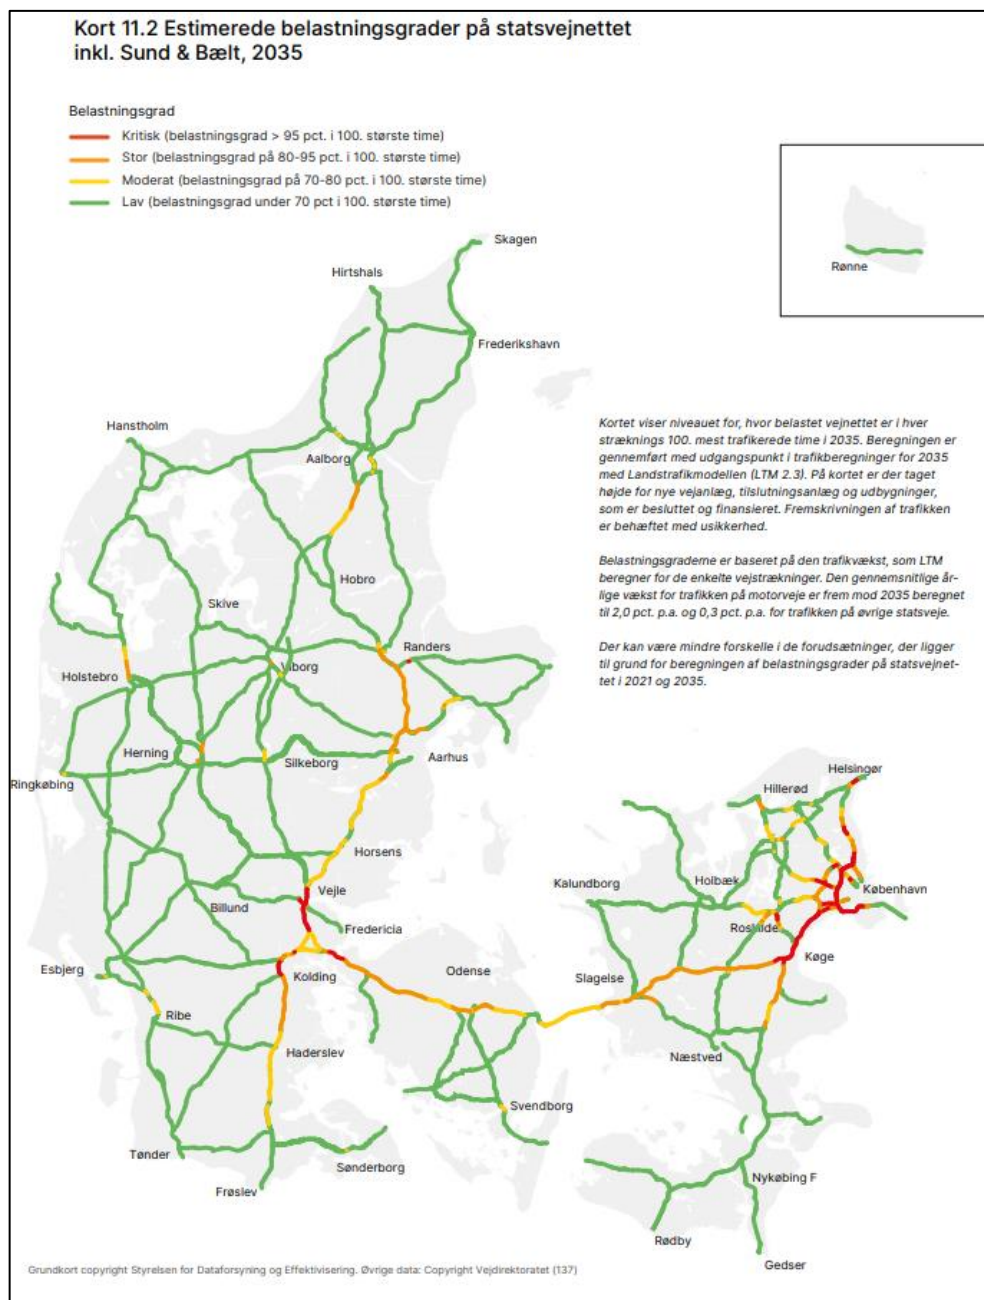 Kort 11.2 Estimerede belastningsgrader på statsvejnettet
inkl. Sund & Bælt, 2035
Belastningsgrad
Kritisk (belastningsgrad > 95 pct. i 100. største time)
Stor (belastningsgrad på 80-95 pct. i 100. største time)
Moderat (belastningsgrad på 70-80 pct. i 100. største time)
Lav (belastningsgrad under 70 pct i 100. største time)
Rønne
Skagen
Hirtshals
Frederikshavn
Hanstholm
Aalborg
Kortet viser niveauet for, hvor belastet vejnettet er i hver
stræknings 100. mest trafikerede time i 2035. Beregningen er
gennemført med udgangspunkt i trafikberegninger for 2035
med Landstrafikmodellen (LTM 2.3). På kortet er der taget
højde for nye vejanlæg, tilslutningsanlæg og udbygninger,
som er besluttet og finansieret. Fremskrivningen af trafikken
er behæftet med usikkerhed.
Belastningsgraderne er baseret på den trafikvækst, som LTM
beregner for de enkelte vejstrækninger. Den gennemsnitlige år-
lige vækst for trafikken på motorveje er frem mod 2035 beregnet
til 2,0 pct. p.a. og 0,3 pct. p.a. for trafikken på øvrige statsveje.
Der kan være mindre forskelle i de forudsætninger, der ligger
til grund for beregningen af belastningsgrader på statsvejnet-
tet i 2021 og 2035.
Hobro
Skive
Randers
Viborg
Holstebro
Herning
Silkeborg
Aarhus
Ringkøbing
Helsingør
Hillerød
Horsens
Holbæk
Kalundborg
København
Vejle
Billund
Fredericia
Roskilde
Køge
Esbjerg
Kolding
Odense
Slagelse
Ribe
Haderslev
Næstved
Svendborg
Tønder
Sønderborg
Frøslev
Nykøbing F
Rødby
Gedser
Grundkort copyright Styrelsen for Dataforsyning og Effektivisering. Øvrige data: Copyright Vejdirektoratet (137)